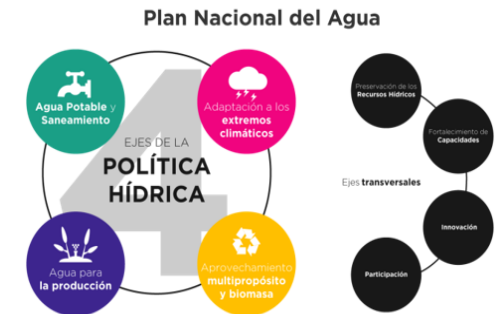 Plan Nacional del Agua
Agua Potable y
Saneamiento
Adaptación a los
extremos
climáticos
4
EJES DE LA
POLÍTICA
HÍDRICA
Agua para
la producción
Aprovechamiento
multipropósito
y biomasa
Preservación de los
Recursos Hídricos
Fortalecimiento de
Capacidades
Ejes transversales
Innovación
Participación